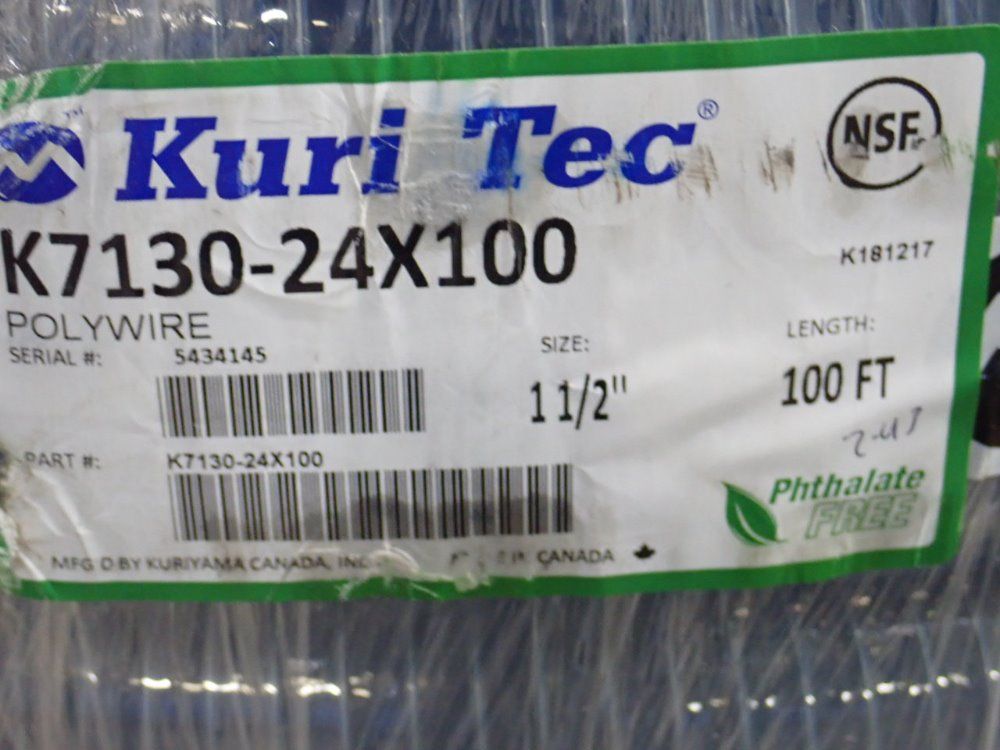 ™ Kuri Tec®
NSF
K7130-24X100
K181217
POLYWIRE
SERIAL #: 5434145
SIZE:
1 1/2"
LENGTH:
100 FT
PART #: K7130-24X100
Phthalate
FREE
MFG D BY KURIYAMA CANADA, INC. CANADA